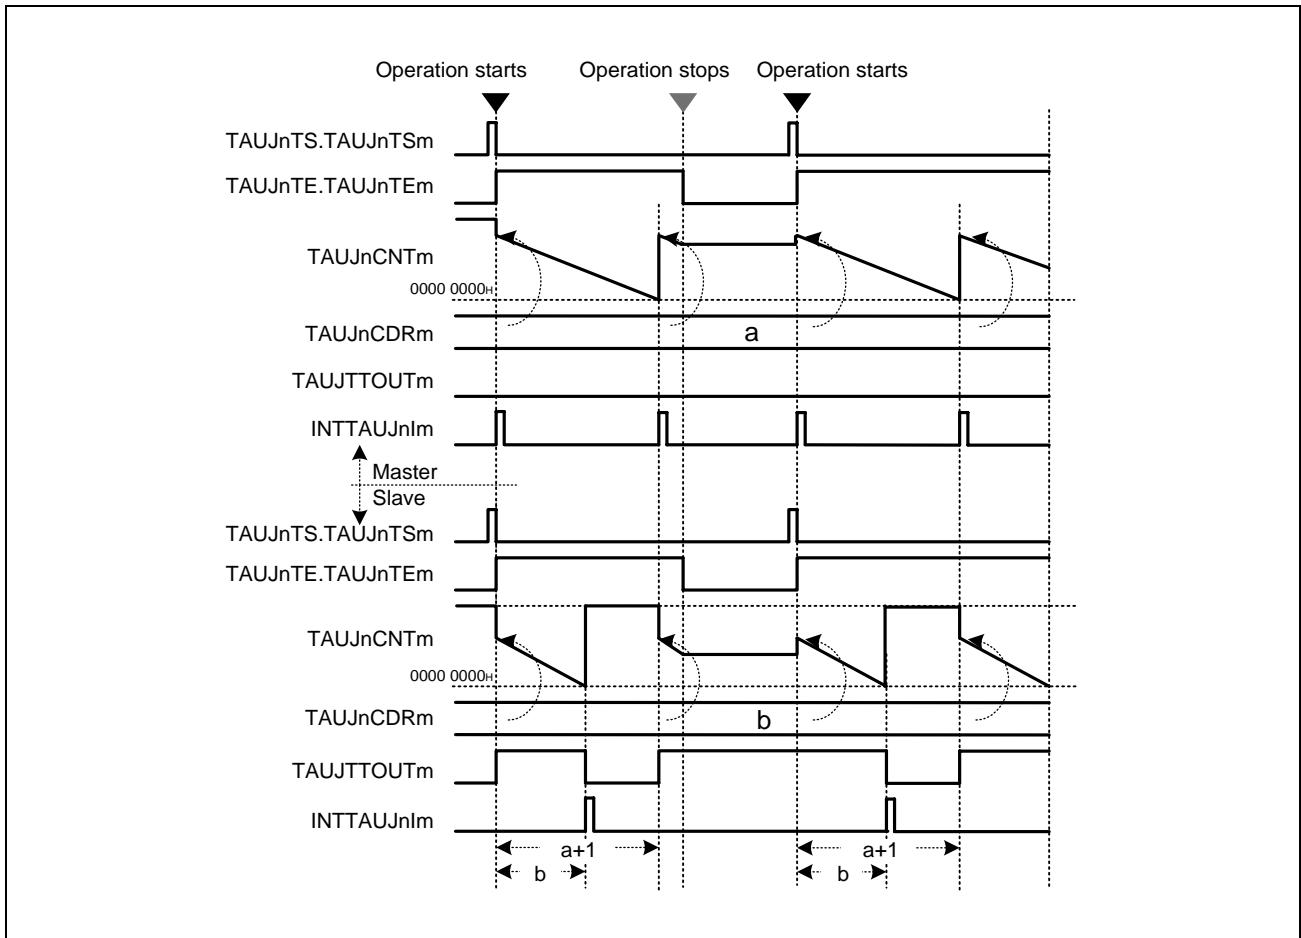 Operation starts Operation stops Operation starts
TAUJnTS.TAUJnTSm
TAUJnTE.TAUJnTEm
TAUJnCNTm
0000 0000H
TAUJnCDRm a
TAUJTTOUTm
INTTAUJnIm
Master
Slave
TAUJnTS.TAUJnTSm
TAUJnTE.TAUJnTEm
TAUJnCNTm
0000 0000H
TAUJnCDRm b
TAUJTTOUTm
INTTAUJnIm
a+1 a+1
b b